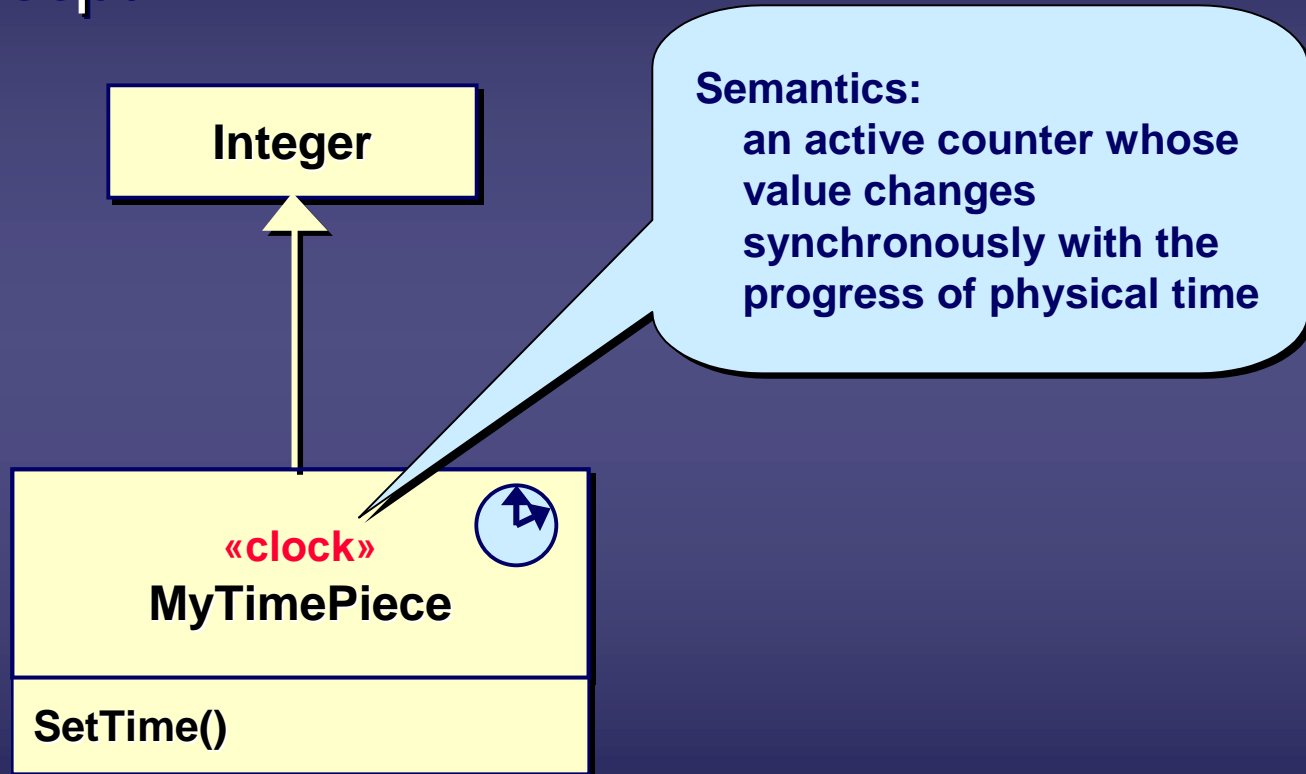 Integer
Semantics:
an active counter whose
value changes
synchronously with the
progress of physical time
«clock»
MyTimePiece
SetTime()